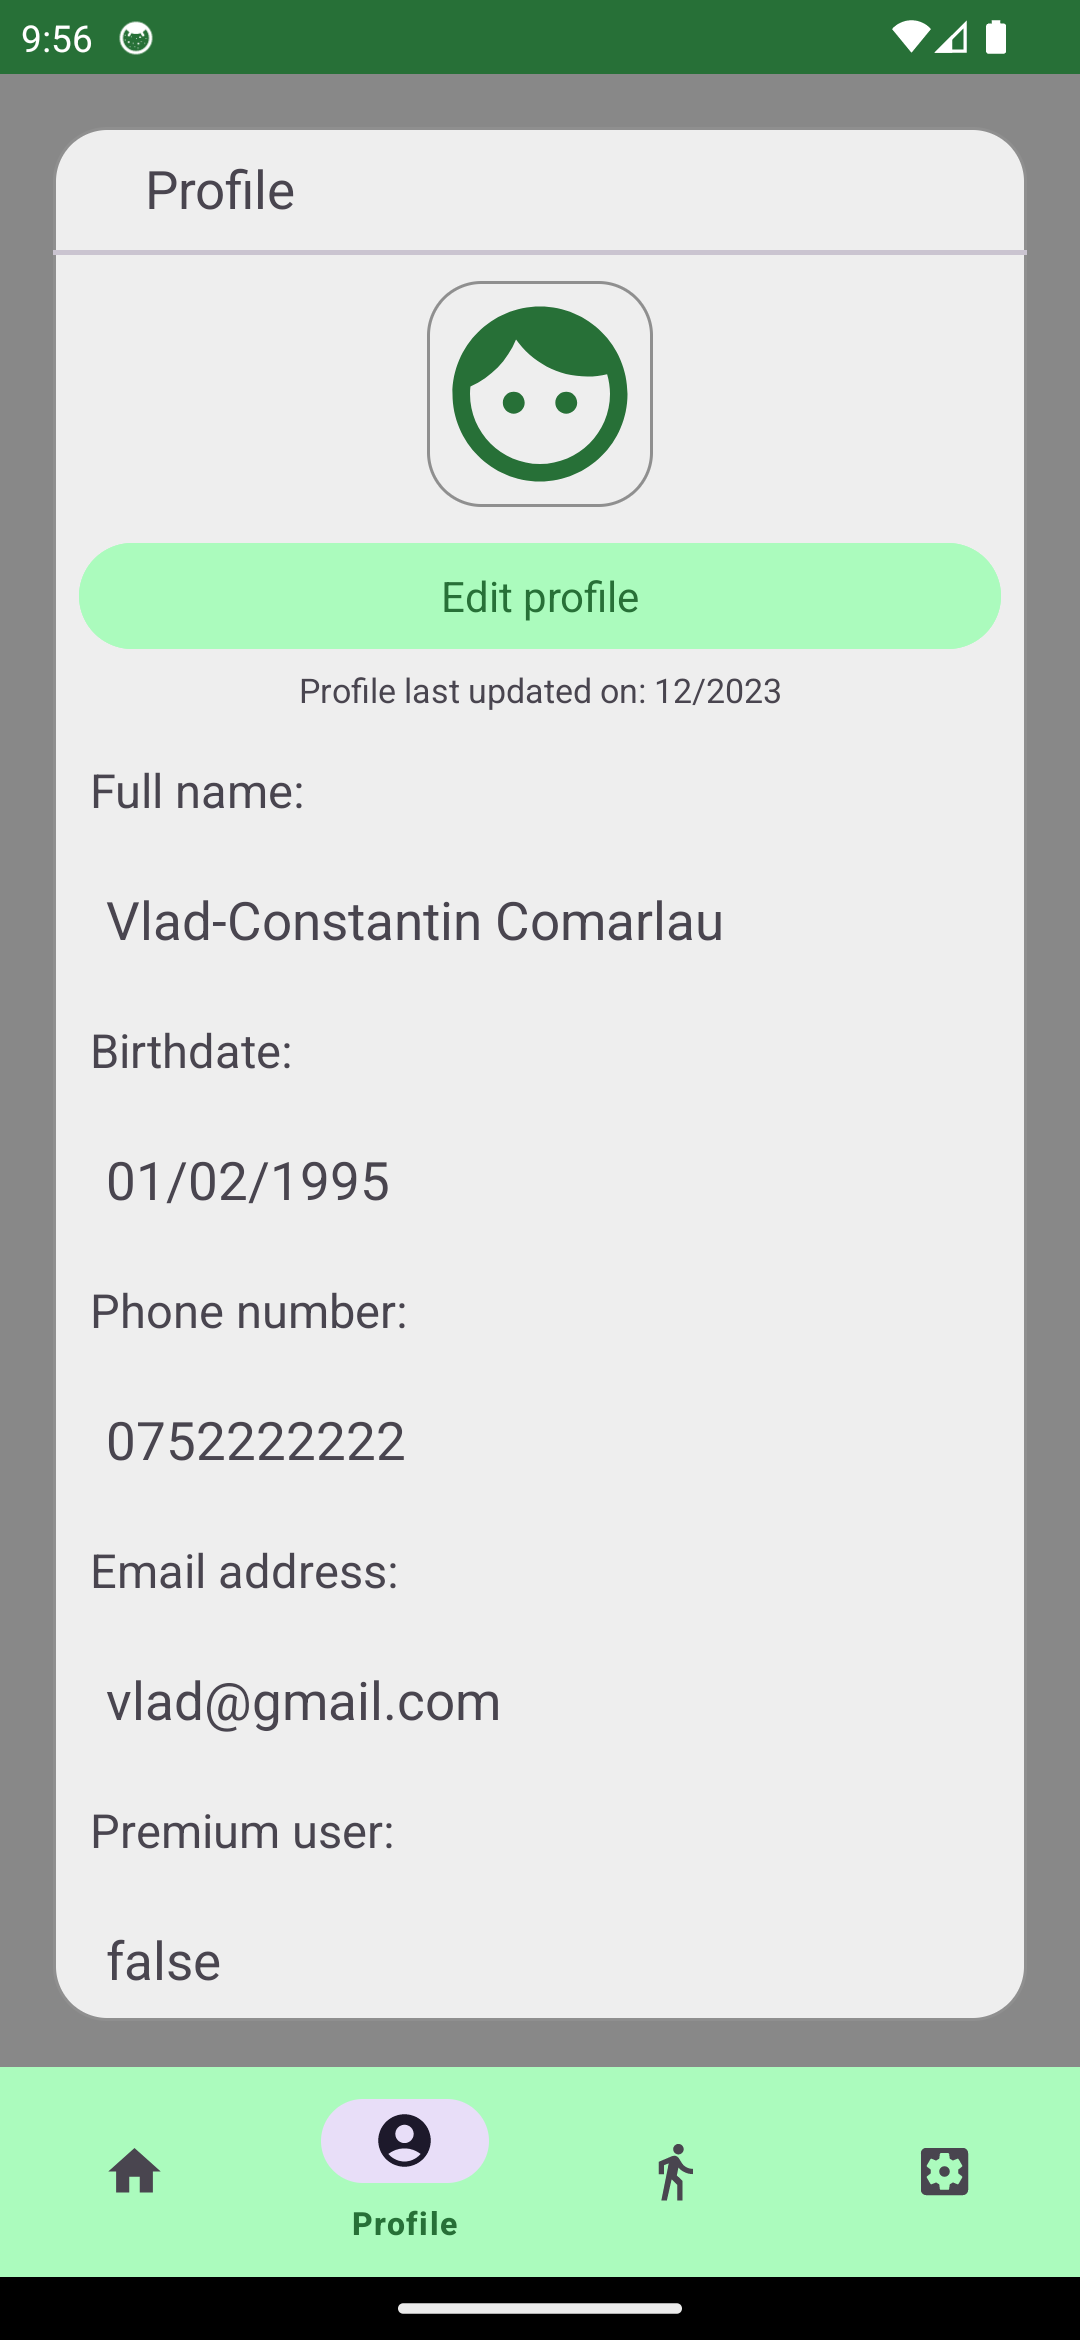 9:56
Profile
Edit profile
Profile last updated on: 12/2023
Full name:
Vlad-Constantin Comarlau
Birthdate:
01/02/1995
Phone number:
0752222222
Email address:
vlad@gmail.com
Premium user:
false
Profile